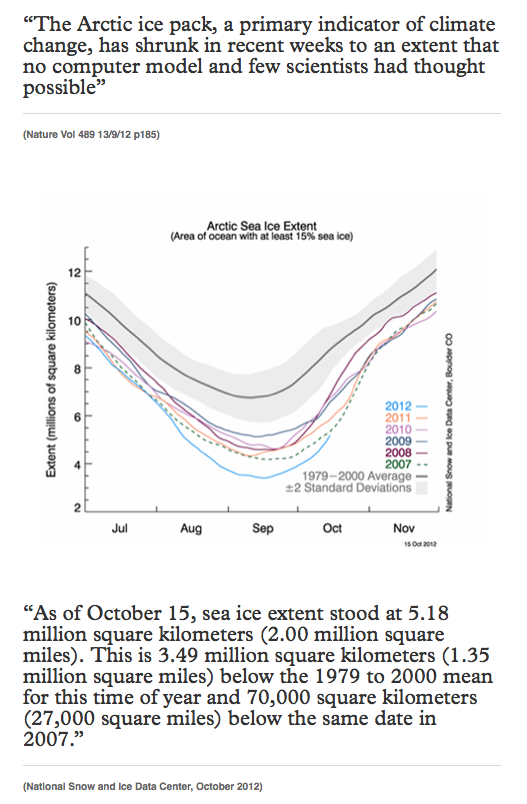 “The Arctic ice pack, a primary indicator of climate
change, has shrunk in recent weeks to an extent that
no computer model and few scientists had thought
possible”
(Nature Vol 489 13/9/12 p185)
Arctic Sea Ice Extent
(Area of ocean with at least 15% sea ice)
Extent (millions of square kilometers)
12
10
8
6
4
2
Jul Aug Sep Oct Nov
2012
2011
2010
2009
2008
2007
1979–2000 Average
±2 Standard Deviations
National Snow and Ice Data Center, Boulder CO
15 Oct 2012
“As of October 15, sea ice extent stood at 5.18
million square kilometers (2.00 million square
miles). This is 3.49 million square kilometers (1.35
million square miles) below the 1979 to 2000 mean
for this time of year and 70,000 square kilometers
(27,000 square miles) below the same date in
2007.”
(National Snow and Ice Data Center, October 2012)